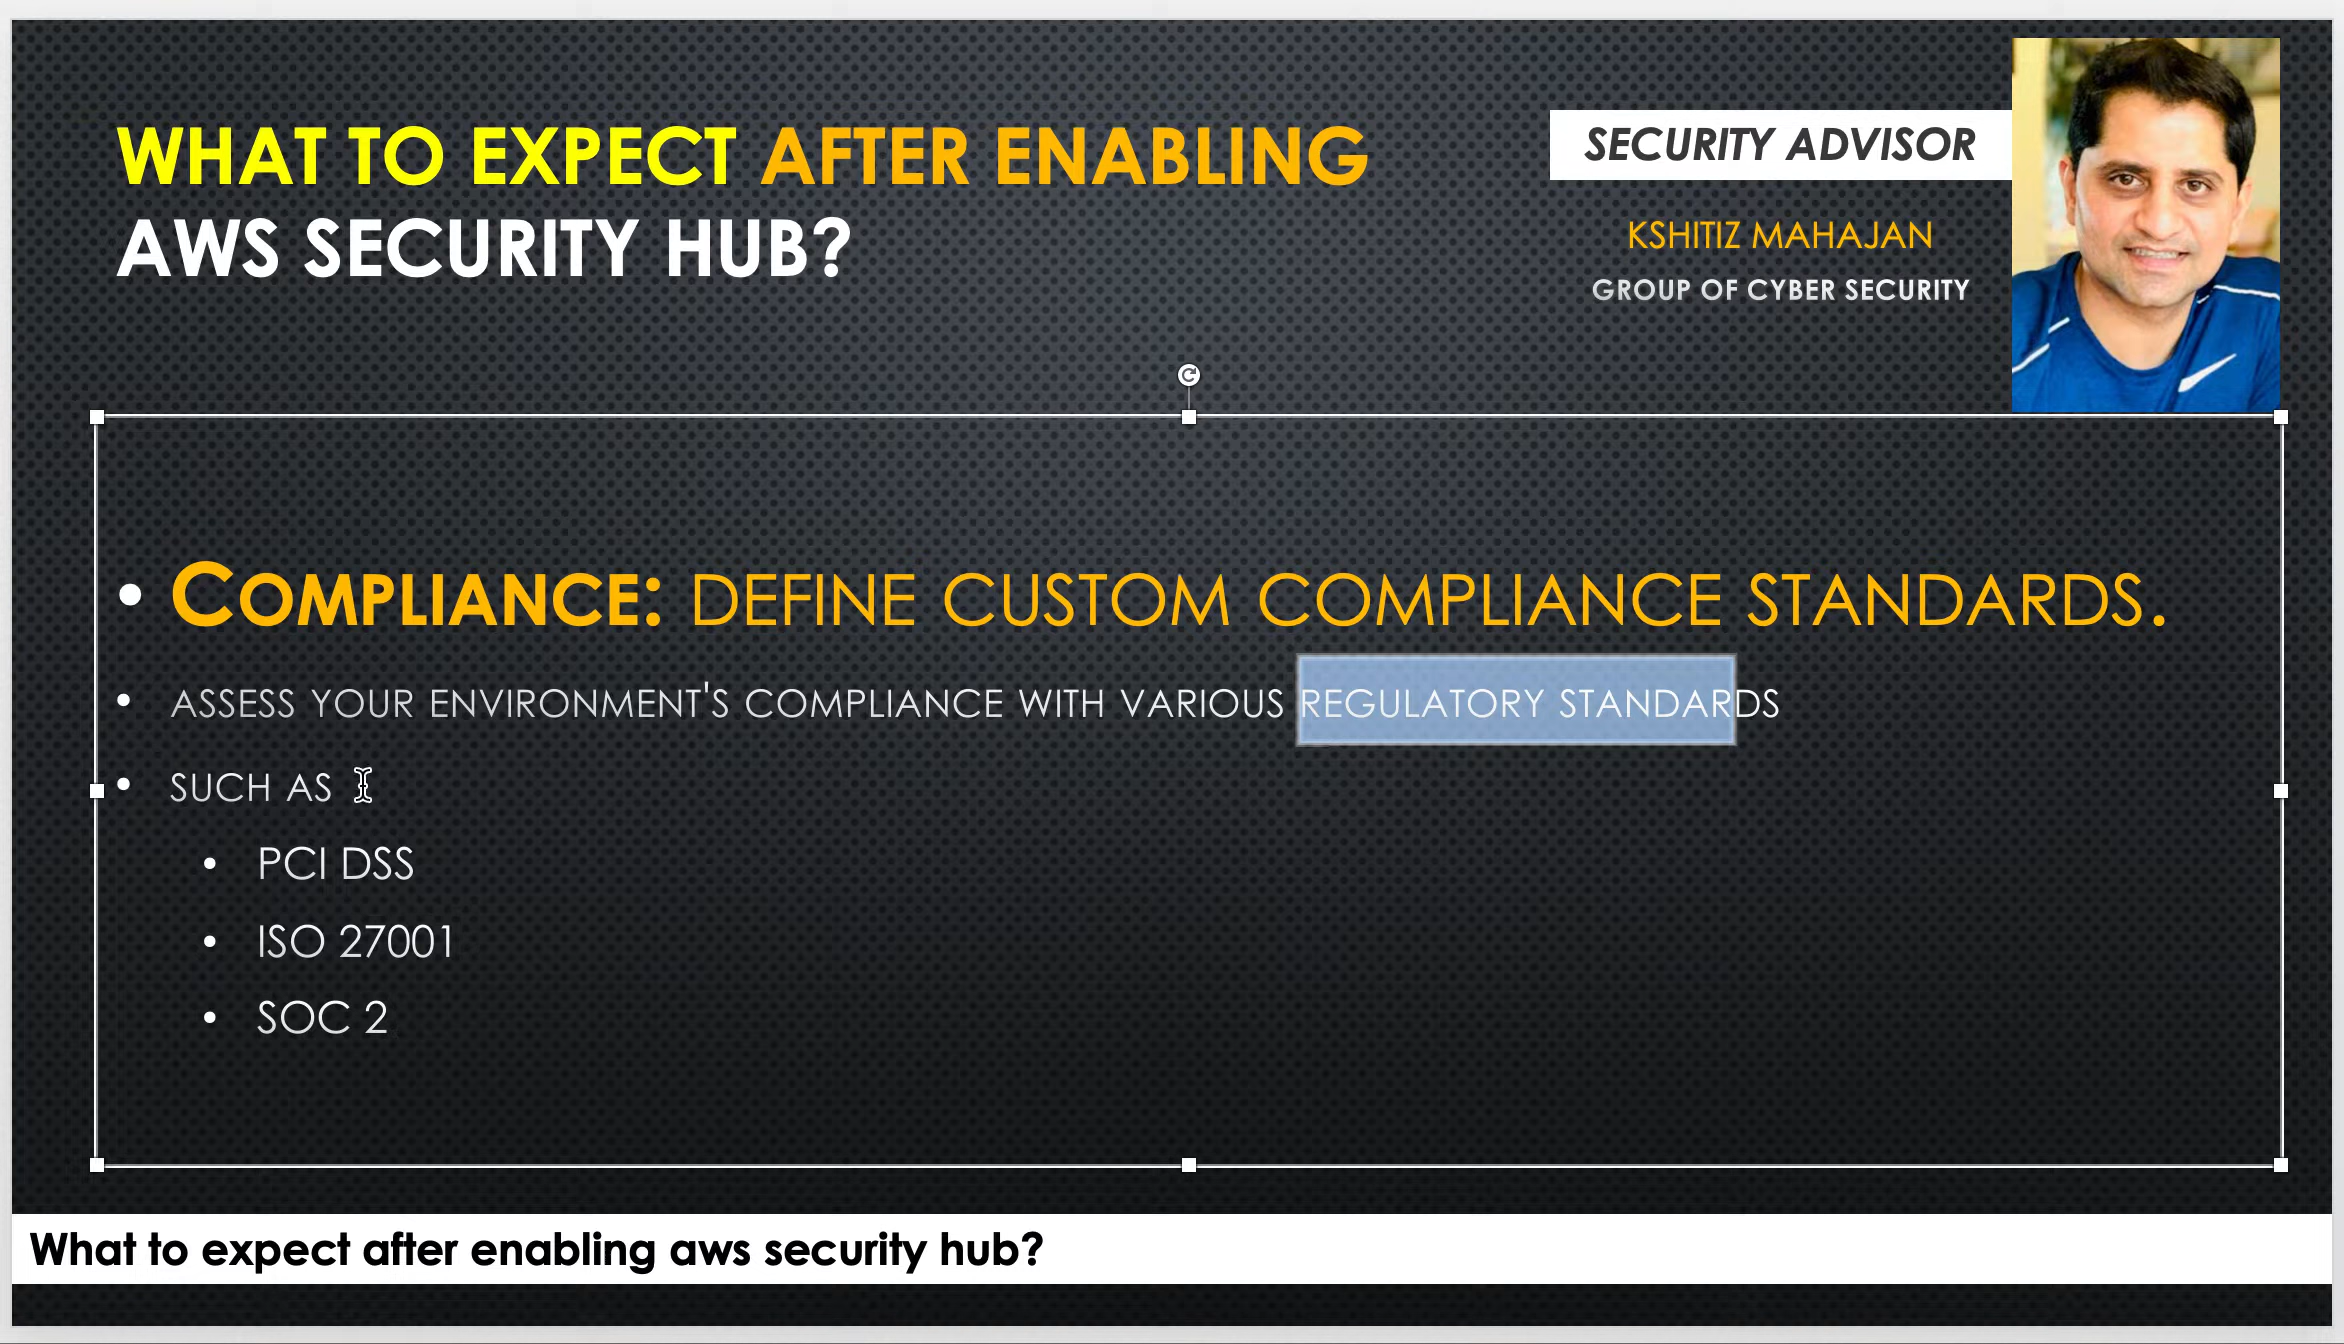 WHAT TO EXPECT AFTER ENABLING
AWS SECURITY HUB?
SECURITY ADVISOR
KSHITIZ MAHAJAN
GROUP OF CYBER SECURITY
• COMPLIANCE: DEFINE CUSTOM COMPLIANCE STANDARDS.
• ASSESS YOUR ENVIRONMENT'S COMPLIANCE WITH VARIOUS REGULATORY STANDARDS
• SUCH AS
• PCI DSS
• ISO 27001
• SOC 2
What to expect after enabling aws security hub?